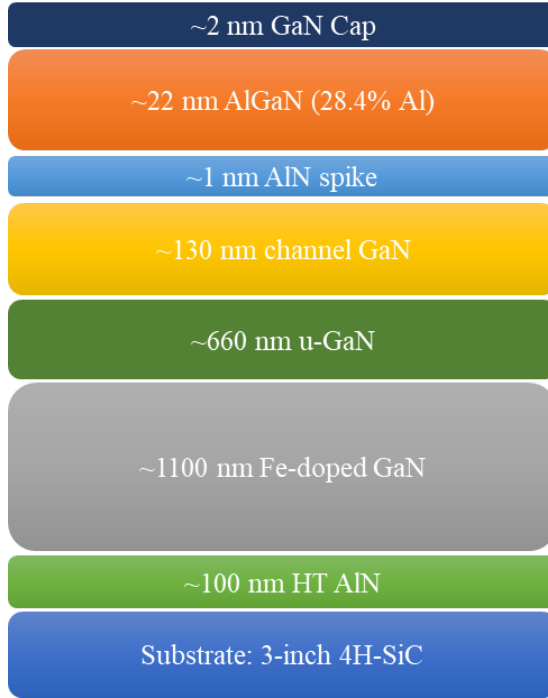 ~2 nm GaN Cap
~22 nm AlGaN (28.4% Al)
~1 nm AlN spike
~130 nm channel GaN
~660 nm u-GaN
~1100 nm Fe-doped GaN
~100 nm HT AlN
Substrate: 3-inch 4H-SiC